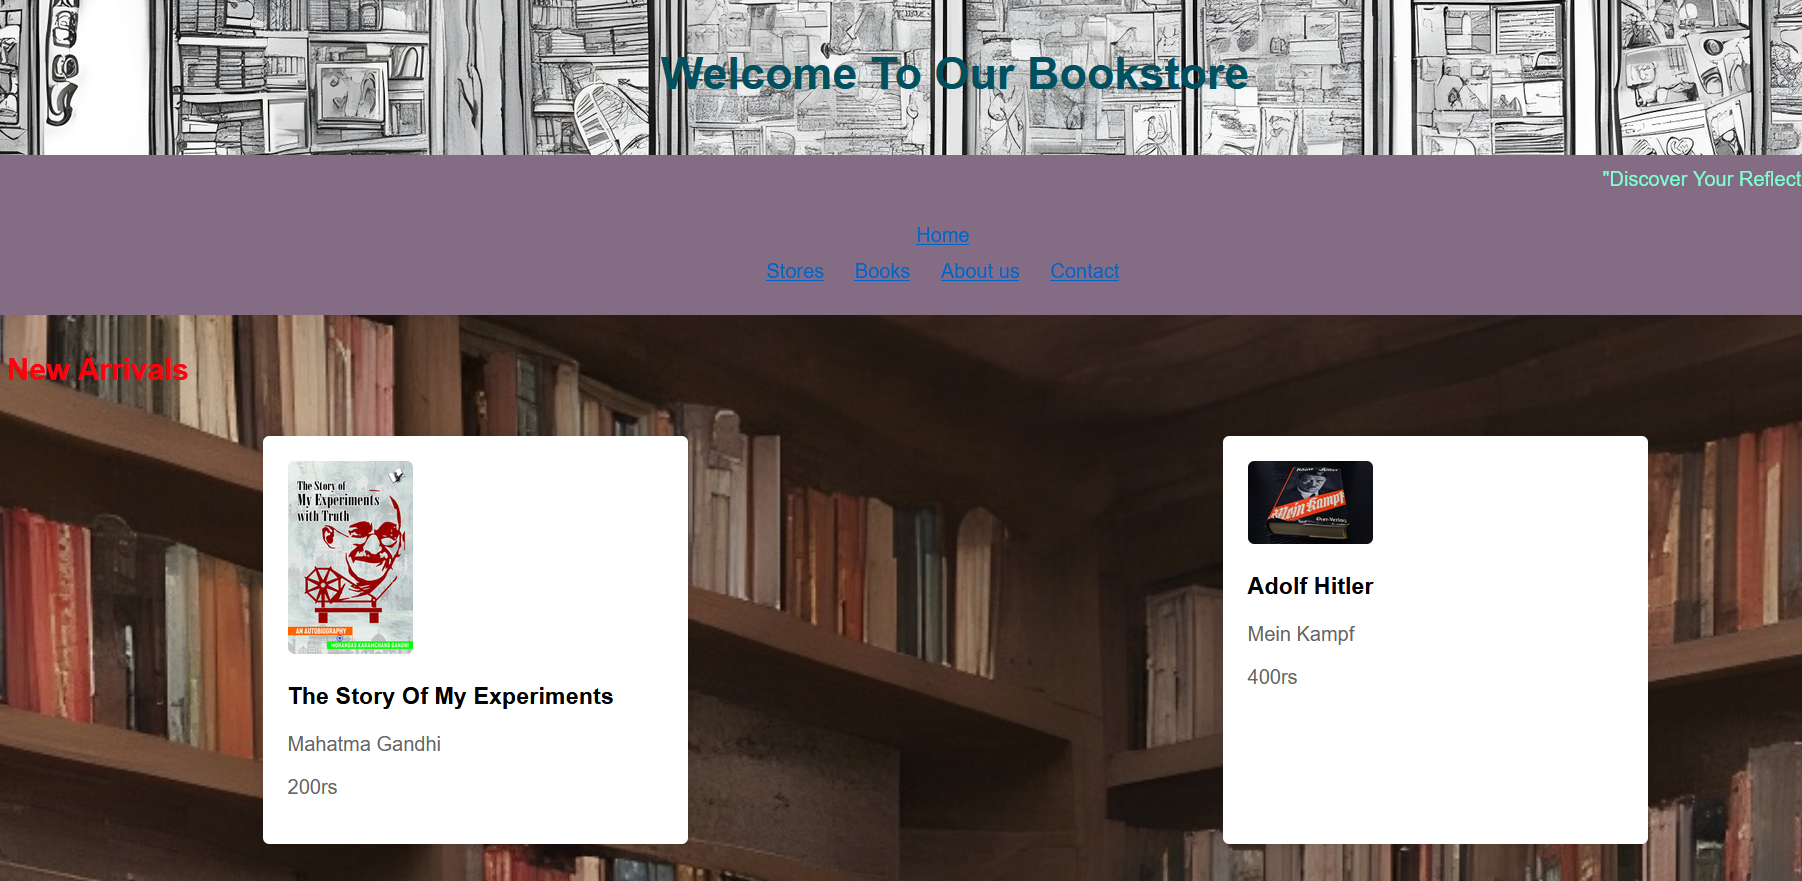 Welcome To Our Bookstore
"Discover Your Reflect
Home
Stores Books About us Contact
New Arrivals
The Story of
My Experiments
with Truth
AN AUTOBIOGRAPHY
MOHANDAS KARAMCHAND GANDHI
The Story Of My Experiments
Mahatma Gandhi
200rs
Adolf Hitler
Mein Kampf
Adolf Hitler
Mein Kampf
400rs